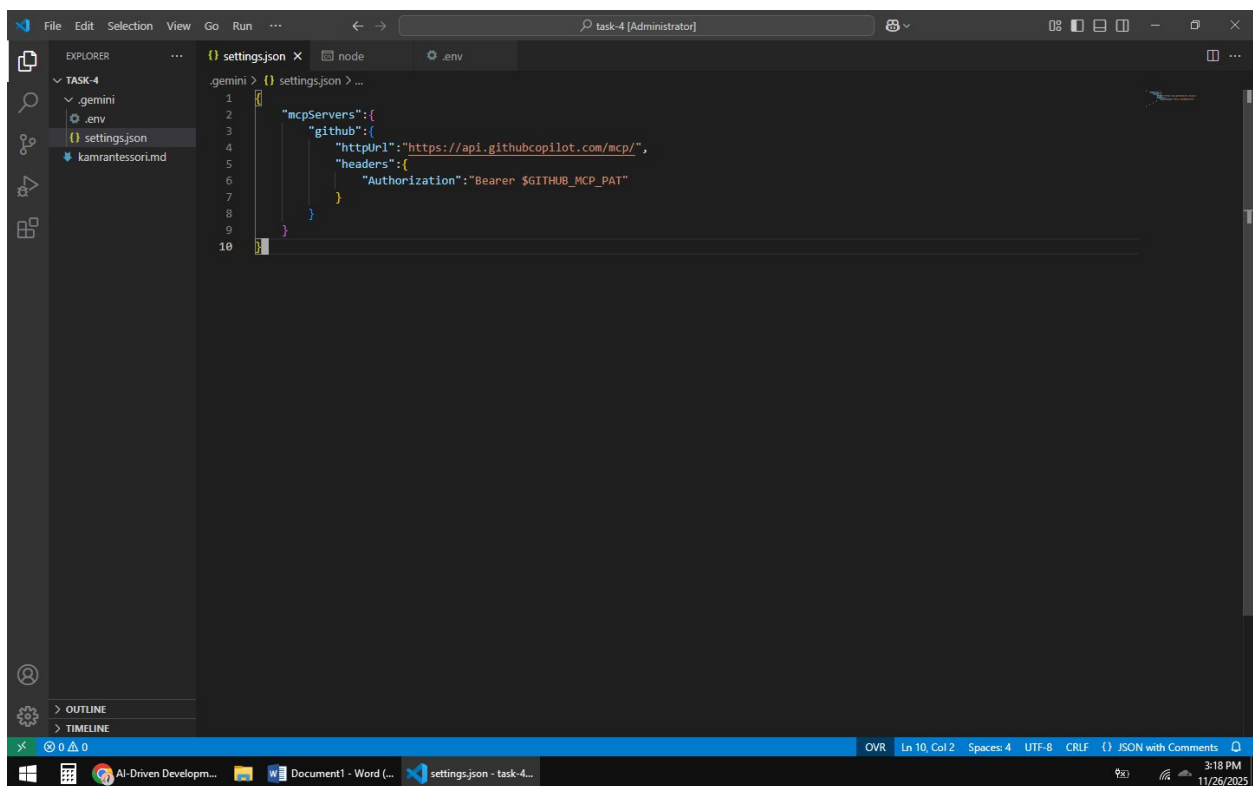 File Edit Selection View Go Run ··· task-4 [Administrator]
EXPLORER ···
TASK-4
.gemini
.env
settings.json
kamrantessori.md
OUTLINE
TIMELINE
{} settings.json node .env
.gemini > {} settings.json > ...
1 {
2 "mcpServers":{
3 "github":{
4 "httpUrl":"https://api.githubcopilot.com/mcp/",
5 "headers":{
6 "Authorization":"Bearer $GITHUB_MCP_PAT"
7 }
8 }
9 }
10 }
0 0 OVR Ln 10, Col 2 Spaces: 4 UTF-8 CRLF {} JSON with Comments
AI-Driven Developm... Document1 - Word (... settings.json - task-4... 3:18 PM
11/26/2025